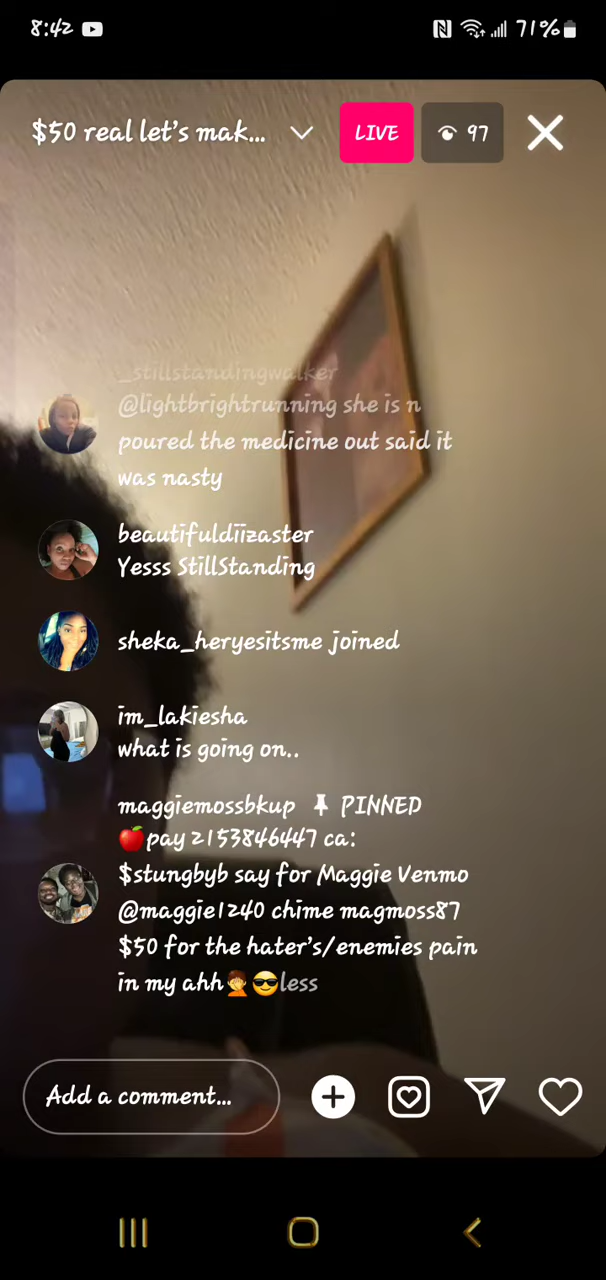 8:42
71%
$50 real let's mak...
LIVE
97
_stillstandingwalker
@lightbrightrunning she is n
poured the medicine out said it
was nasty
beautifuldiizaster
Yesss StillStanding
sheka_heryesitsme joined
im_lakiesha
what is going on..
maggiemossbkup 📌 PINNED
🍎pay 2153846447 ca:
$stungbyb say for Maggie Venmo
@maggie1240 chime magmoss87
$50 for the hater's/enemies pain
in my ahh🤦😎less
Add a comment...